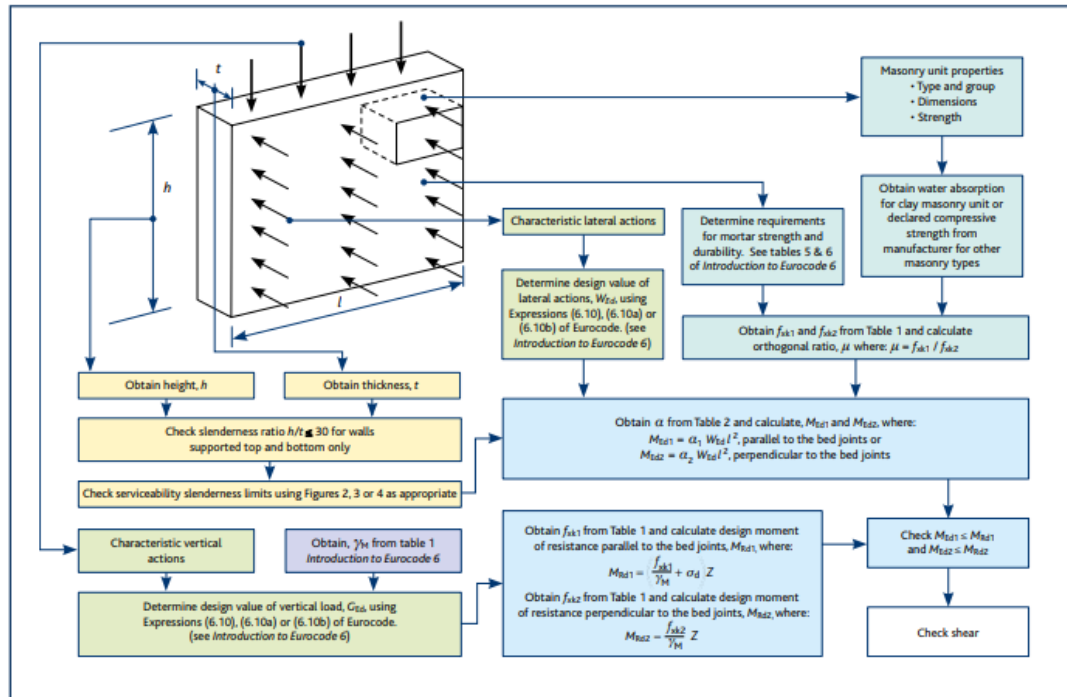 t
h
l
Masonry unit properties
• Type and group
• Dimensions
• Strength
Obtain water absorption
for clay masonry unit or
declared compressive
strength from
manufacturer for other
masonry types
Characteristic lateral actions
Determine requirements
for mortar strength and
durability. See tables 5 & 6
of Introduction to Eurocode 6
Determine design value of
lateral actions, WEd, using
Expressions (6.10), (6.10a) or
(6.10b) of Eurocode. (see
Introduction to Eurocode 6)
Obtain fxk1 and fxk2 from Table 1 and calculate
orthogonal ratio, μ where: μ = fxk1 / fxk2
Obtain height, h
Obtain thickness, t
Check slenderness ratio h/t ≤ 30 for walls
supported top and bottom only
Check serviceability slenderness limits using Figures 2, 3 or 4 as appropriate
Obtain α from Table 2 and calculate, MEd1 and MEd2, where:
MEd1 = α1 WEd l², parallel to the bed joints or
MEd2 = α2 WEd l², perpendicular to the bed joints
Characteristic vertical
actions
Obtain, γM from table 1
Introduction to Eurocode 6
Determine design value of vertical load, GEd, using
Expressions (6.10), (6.10a) or (6.10b) of Eurocode.
(see Introduction to Eurocode 6)
Obtain fxk1 from Table 1 and calculate design moment
of resistance parallel to the bed joints, MRd1, where:
MRd1 = (fxk1/γM + σd) Z
Obtain fxk2 from Table 1 and calculate design moment
of resistance perpendicular to the bed joints, MRd2, where:
MRd2 = fxk2/γM Z
Check MEd1 ≤ MRd1
and MEd2 ≤ MRd2
Check shear